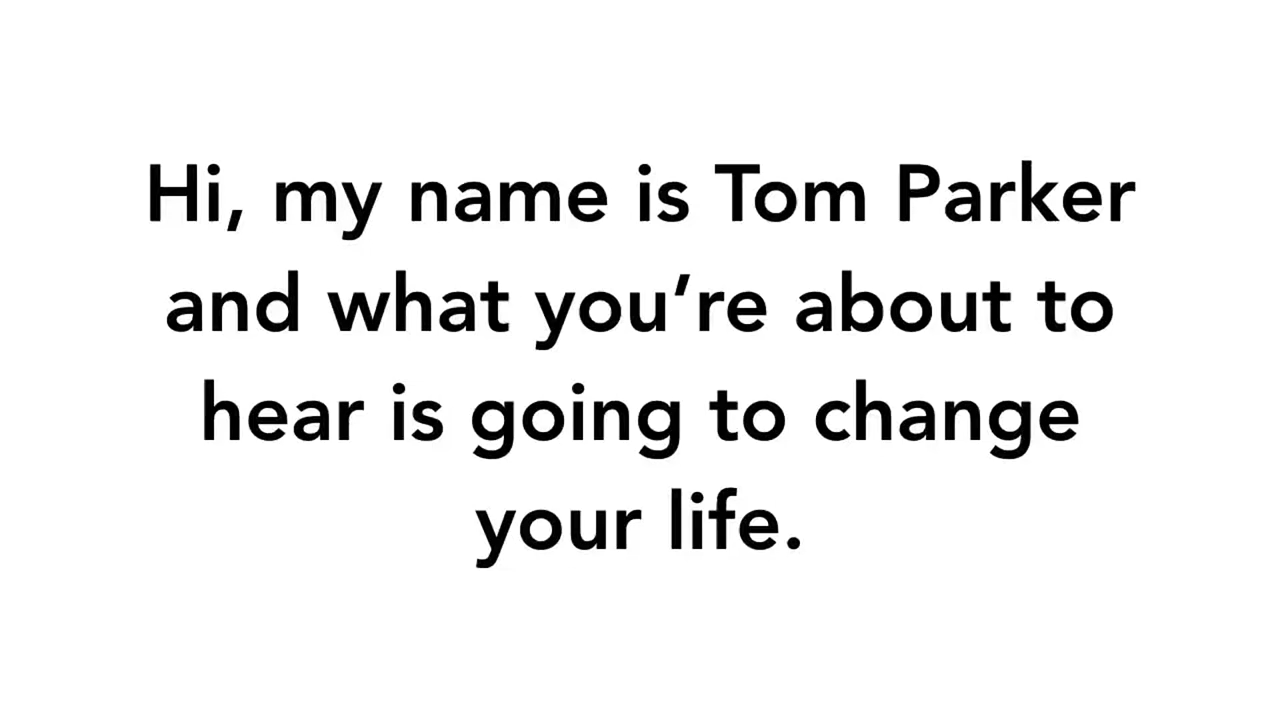 Hi, my name is Tom Parker
and what you’re about to
hear is going to change
your life.